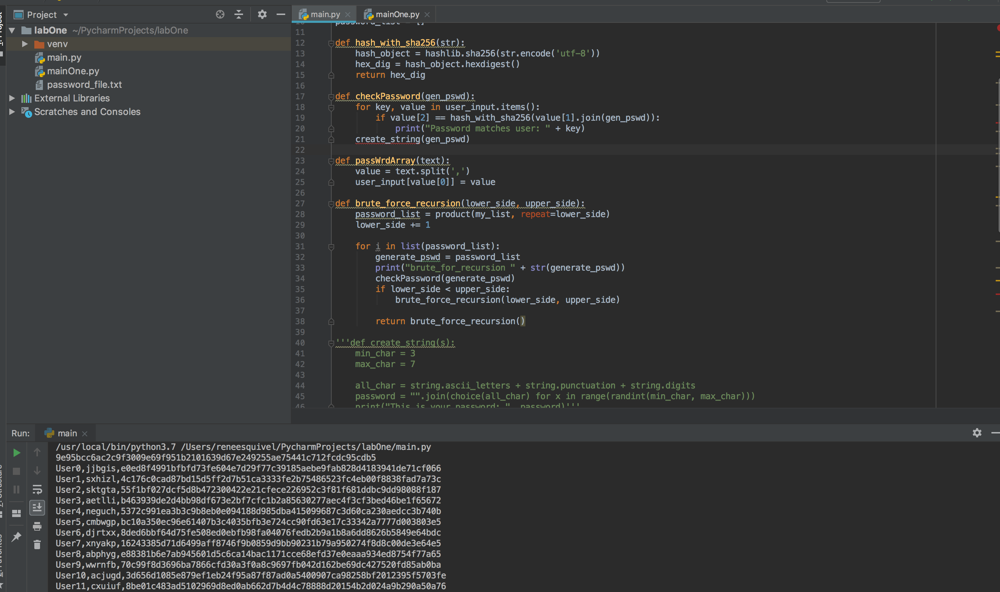 Project
main.py
mainOne.py
labOne ~/PycharmProjects/labOne
venv
main.py
mainOne.py
password_file.txt
External Libraries
Scratches and Consoles
10 password_list = []
11
12 def hash_with_sha256(str):
13 hash_object = hashlib.sha256(str.encode('utf-8'))
14 hex_dig = hash_object.hexdigest()
15 return hex_dig
16
17 def checkPassword(gen_pswd):
18 for key, value in user_input.items():
19 if value[2] == hash_with_sha256(value[1].join(gen_pswd)):
20 print("Password matches user: " + key)
21 create_string(gen_pswd)
22
23 def passWrdArray(text):
24 value = text.split(',')
25 user_input[value[0]] = value
26
27 def brute_force_recursion(lower_side, upper_side):
28 password_list = product(my_list, repeat=lower_side)
29 lower_side += 1
30
31 for i in list(password_list):
32 generate_pswd = password_list
33 print("brute_for_recursion " + str(generate_pswd))
34 checkPassword(generate_pswd)
35 if lower_side < upper_side:
36 brute_force_recursion(lower_side, upper_side)
37
38 return brute_force_recursion()
39
40 '''def create_string(s):
41 min_char = 3
42 max_char = 7
43
44 all_char = string.ascii_letters + string.punctuation + string.digits
45 password = "".join(choice(all_char) for x in range(randint(min_char, max_char)))
46 print("This is your password: ", password)'''
Run: main
/usr/local/bin/python3.7 /Users/reneesquivel/PycharmProjects/labOne/main.py
9e95bcc6ac2c9f3009e69f951b2101639d67e249255ae75441c712fcdc95cdb5
User0,jjbgis,e0ed8f4991bfbfd73fe604e7d29f77c39185aebe9fab828d4183941de71cf066
User1,sxhizl,4c176c0cad87bd15d5ff2d7b51ca3333fe2b75486523fc4eb00f8838fad7a73c
User2,sktgta,55f1bf027dcf5d8b472300422e21cfece226952c3f81f681ddbc9dd98088f187
User3,aetlli,b463939de2d4bb98df673e2bf7cfc1b2a85630277aec4f3cf3bed46be1f65672
User4,neguch,5372c991ea3b3c9b8eb0e094188d985dba415099687c3d60ca230aedcc3b740b
User5,cmbwgp,bc10a350ec96e61407b3c4035bfb3e724cc90fd63e17c33342a7777d003803e5
User6,djrtxx,8ded6bbf64d75fe508ed0ebfb98fa04076fedb2b9a1b8a6dd8626b5849e64bdc
User7,xnyakp,16243385d71d6499aff8746f9b0859d9bb90231b79a950274f8d8c00de3e64e5
User8,abphyg,e88381b6e7ab945601d5c6ca14bac1171cce68efd37e0eaaa934ed8754f77a65
User9,wwrnfb,70c99f8d3696ba7866cfd30a3f0a8c9697fb042d162be69dc427520fd85ab0ba
User10,acjugd,3d656d1085e879ef1eb24f95a87f87ad0a5400907ca98258bf2012395f5703fe
User11,cxuiuf,8be01c483ad5102969d8ed0ab662d7b4d4c78888d20154b2d024a9b290a50a76